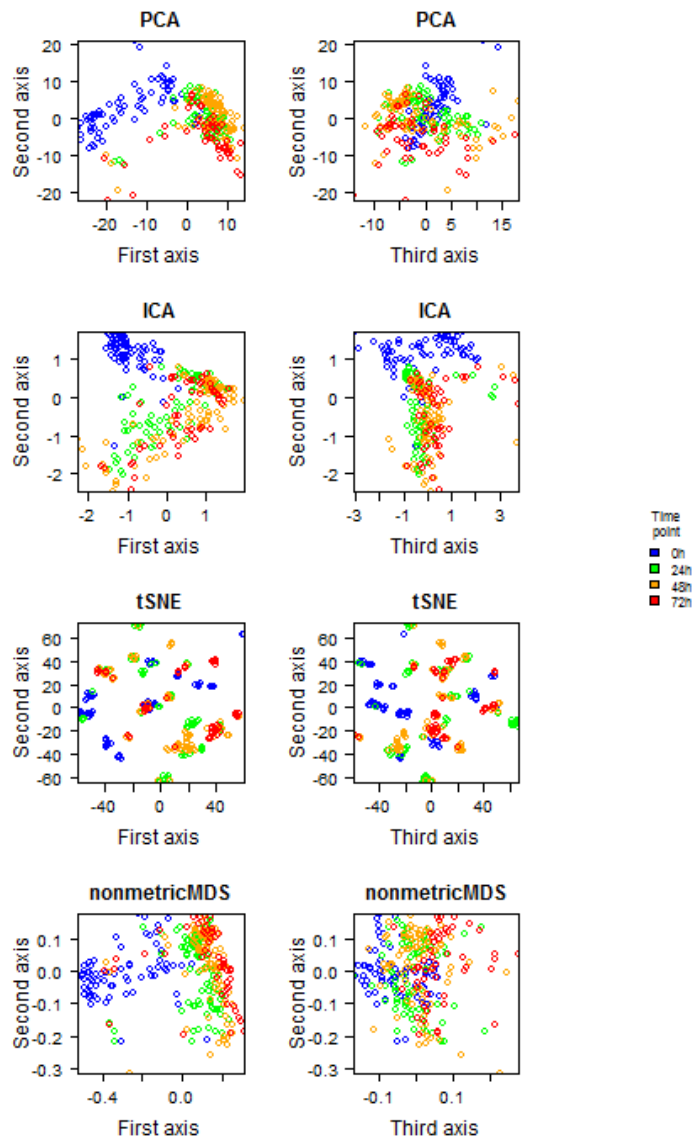 PCA
PCA
Second axis
20
10
0
-10
-20
-20
-10
0
10
First axis
Second axis
20
10
0
-10
-20
-10
0
5
15
Third axis
ICA
ICA
Second axis
1
0
-1
-2
-2
-1
0
1
First axis
Second axis
1
0
-1
-2
-3
-1
1
3
Third axis
Time
point
0h
24h
48h
72h
tSNE
tSNE
Second axis
60
40
20
0
-20
-40
-60
-40
0
20
40
First axis
Second axis
60
40
20
0
-20
-40
-60
-40
0
20
40
Third axis
nonmetricMDS
nonmetricMDS
Second axis
0.1
0.0
-0.1
-0.2
-0.3
-0.4
0.0
First axis
Second axis
0.1
0.0
-0.1
-0.2
-0.3
-0.1
0.1
Third axis